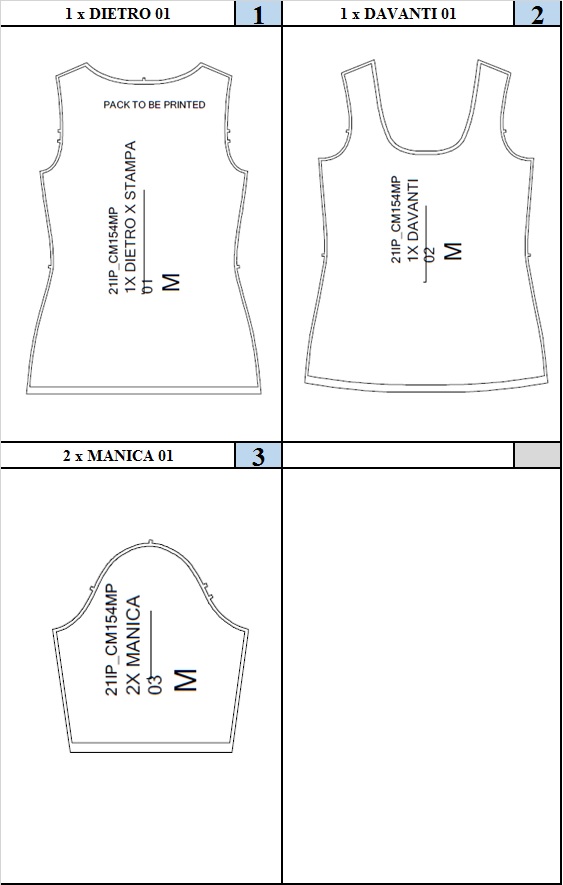 1 x DIETRO 01
1
PACK TO BE PRINTED
21IP_CM154MP
1X DIETRO X STAMPA
01
M
1 x DAVANTI 01
2
21IP_CM154MP
1X DAVANTI
02
M
2 x MANICA 01
3
21IP_CM154MP
2X MANICA
03
M